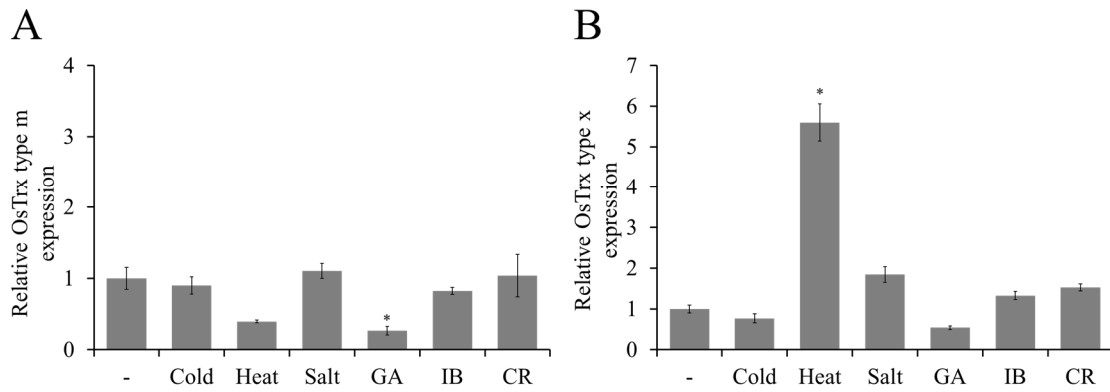 A
Relative OsTrx type m
expression
4
3
2
1
0
*
- Cold Heat Salt GA IB CR
B
Relative OsTrx type x
expression
7
6
5
4
3
2
1
0
*
- Cold Heat Salt GA IB CR